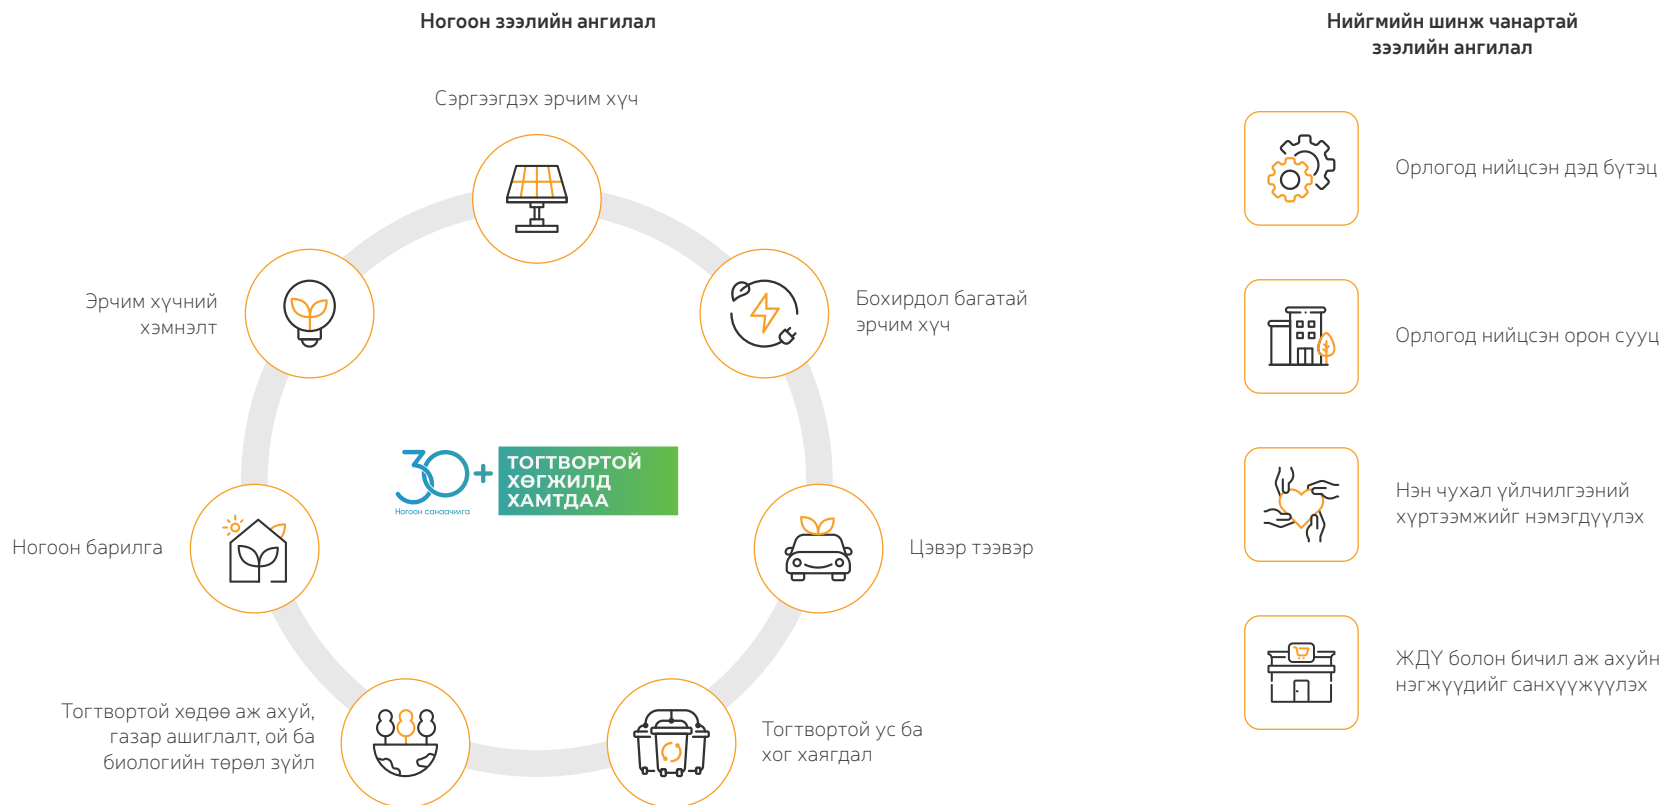 Ногоон зээлийн ангилал
Сэргээгдэх эрчим хүч
Эрчим хүчний
хэмнэлт
Бохирдол багатай
эрчим хүч
30+
Ногоон санаачилга
ТОГТВОРТОЙ
ХӨГЖИЛД
ХАМТДАА
Ногоон барилга
Цэвэр тээвэр
Тогтвортой хөдөө аж ахуй,
газар ашиглалт, ой ба
биологийн төрөл зүйл
Тогтвортой ус ба
хог хаягдал
Нийгмийн шинж чанартай
зээлийн ангилал
Орлогод нийцсэн дэд бүтэц
Орлогод нийцсэн орон сууц
Нэн чухал үйлчилгээний
хүртээмжийг нэмэгдүүлэх
ЖДҮ болон бичил аж ахуйн
нэгжүүдийг санхүүжүүлэх